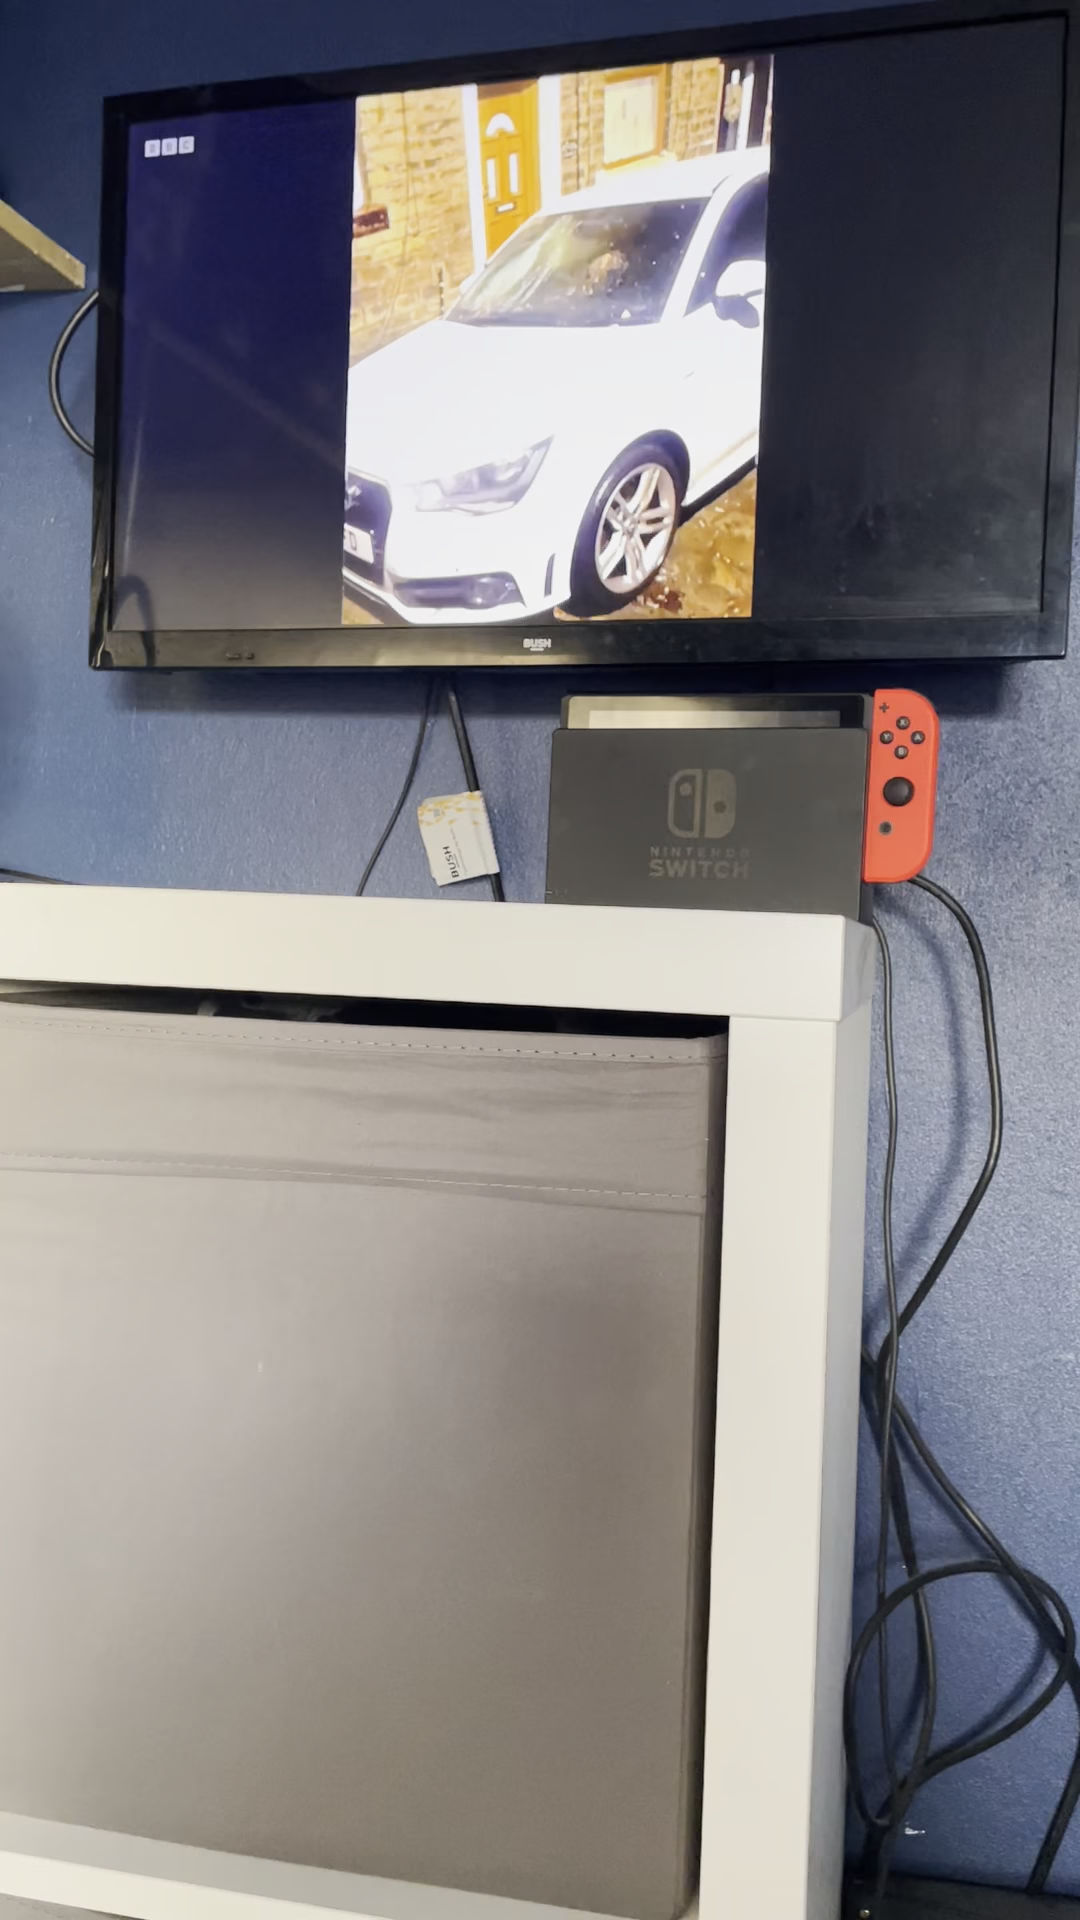 BBC
D
BUSH
NINTENDO
SWITCH
BUSH
+
X
Y A
B